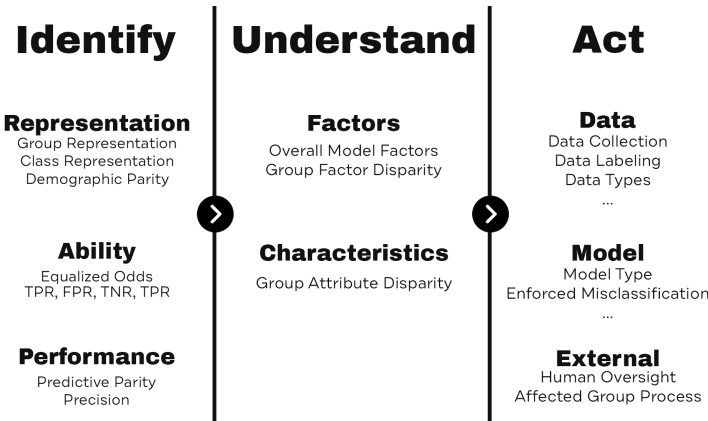 Identify
Representation
Group Representation
Class Representation
Demographic Parity
Ability
Equalized Odds
TPR, FPR, TNR, TPR
Performance
Predictive Parity
Precision
Understand
Factors
Overall Model Factors
Group Factor Disparity
Characteristics
Group Attribute Disparity
Act
Data
Data Collection
Data Labeling
Data Types
...
Model
Model Type
Enforced Misclassification
...
External
Human Oversight
Affected Group Process